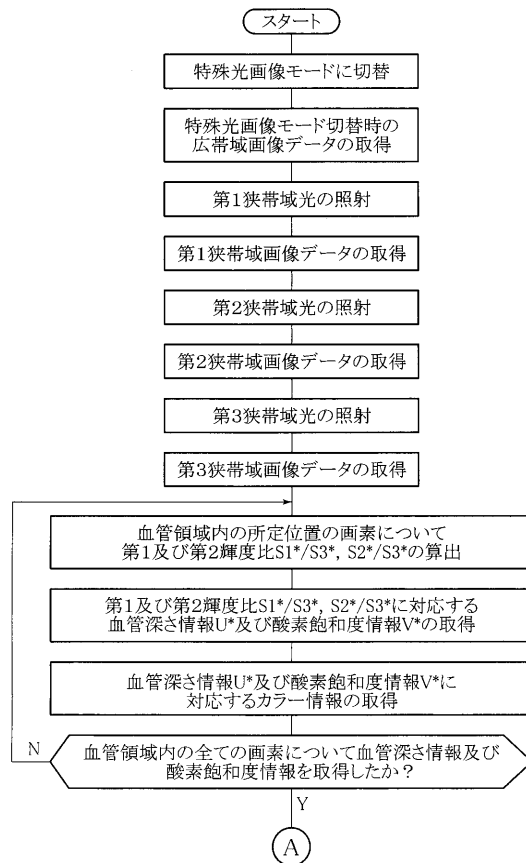 スタート
特殊光画像モードに切替
特殊光画像モード切替時の
広帯域画像データの取得
第1狭帯域光の照射
第1狭帯域画像データの取得
第2狭帯域光の照射
第2狭帯域画像データの取得
第3狭帯域光の照射
第3狭帯域画像データの取得
血管領域内の所定位置の画素について
第1及び第2輝度比S1*/S3*, S2*/S3*の算出
第1及び第2輝度比S1*/S3*, S2*/S3*に対応する
血管深さ情報U*及び酸素飽和度情報V*の取得
血管深さ情報U*及び酸素飽和度情報V*に
対応するカラー情報の取得
N
血管領域内の全ての画素について血管深さ情報及び
酸素飽和度情報を取得したか？
Y
A